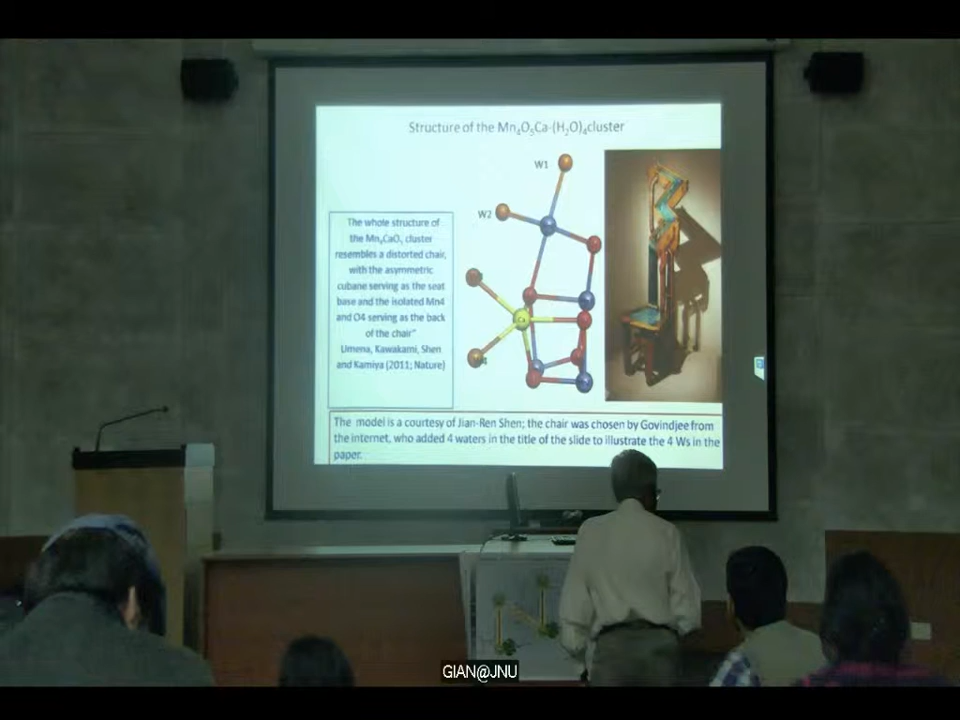 Structure of the Mn₄O₅Ca-(H₂O)₄cluster
W1
W2
The whole structure of
the Mn₄CaO₅ cluster
resembles a distorted chair,
with the asymmetric
cubane serving as the seat
base and the isolated Mn4
and O4 serving as the back
of the chair"
Umena, Kawakami, Shen
and Kamiya (2011; Nature)
Ca
The model is a courtesy of Jian-Ren Shen; the chair was chosen by Govindjee from
the internet, who added 4 waters in the title of the slide to illustrate the 4 Ws in the
paper.
GIAN@JNU